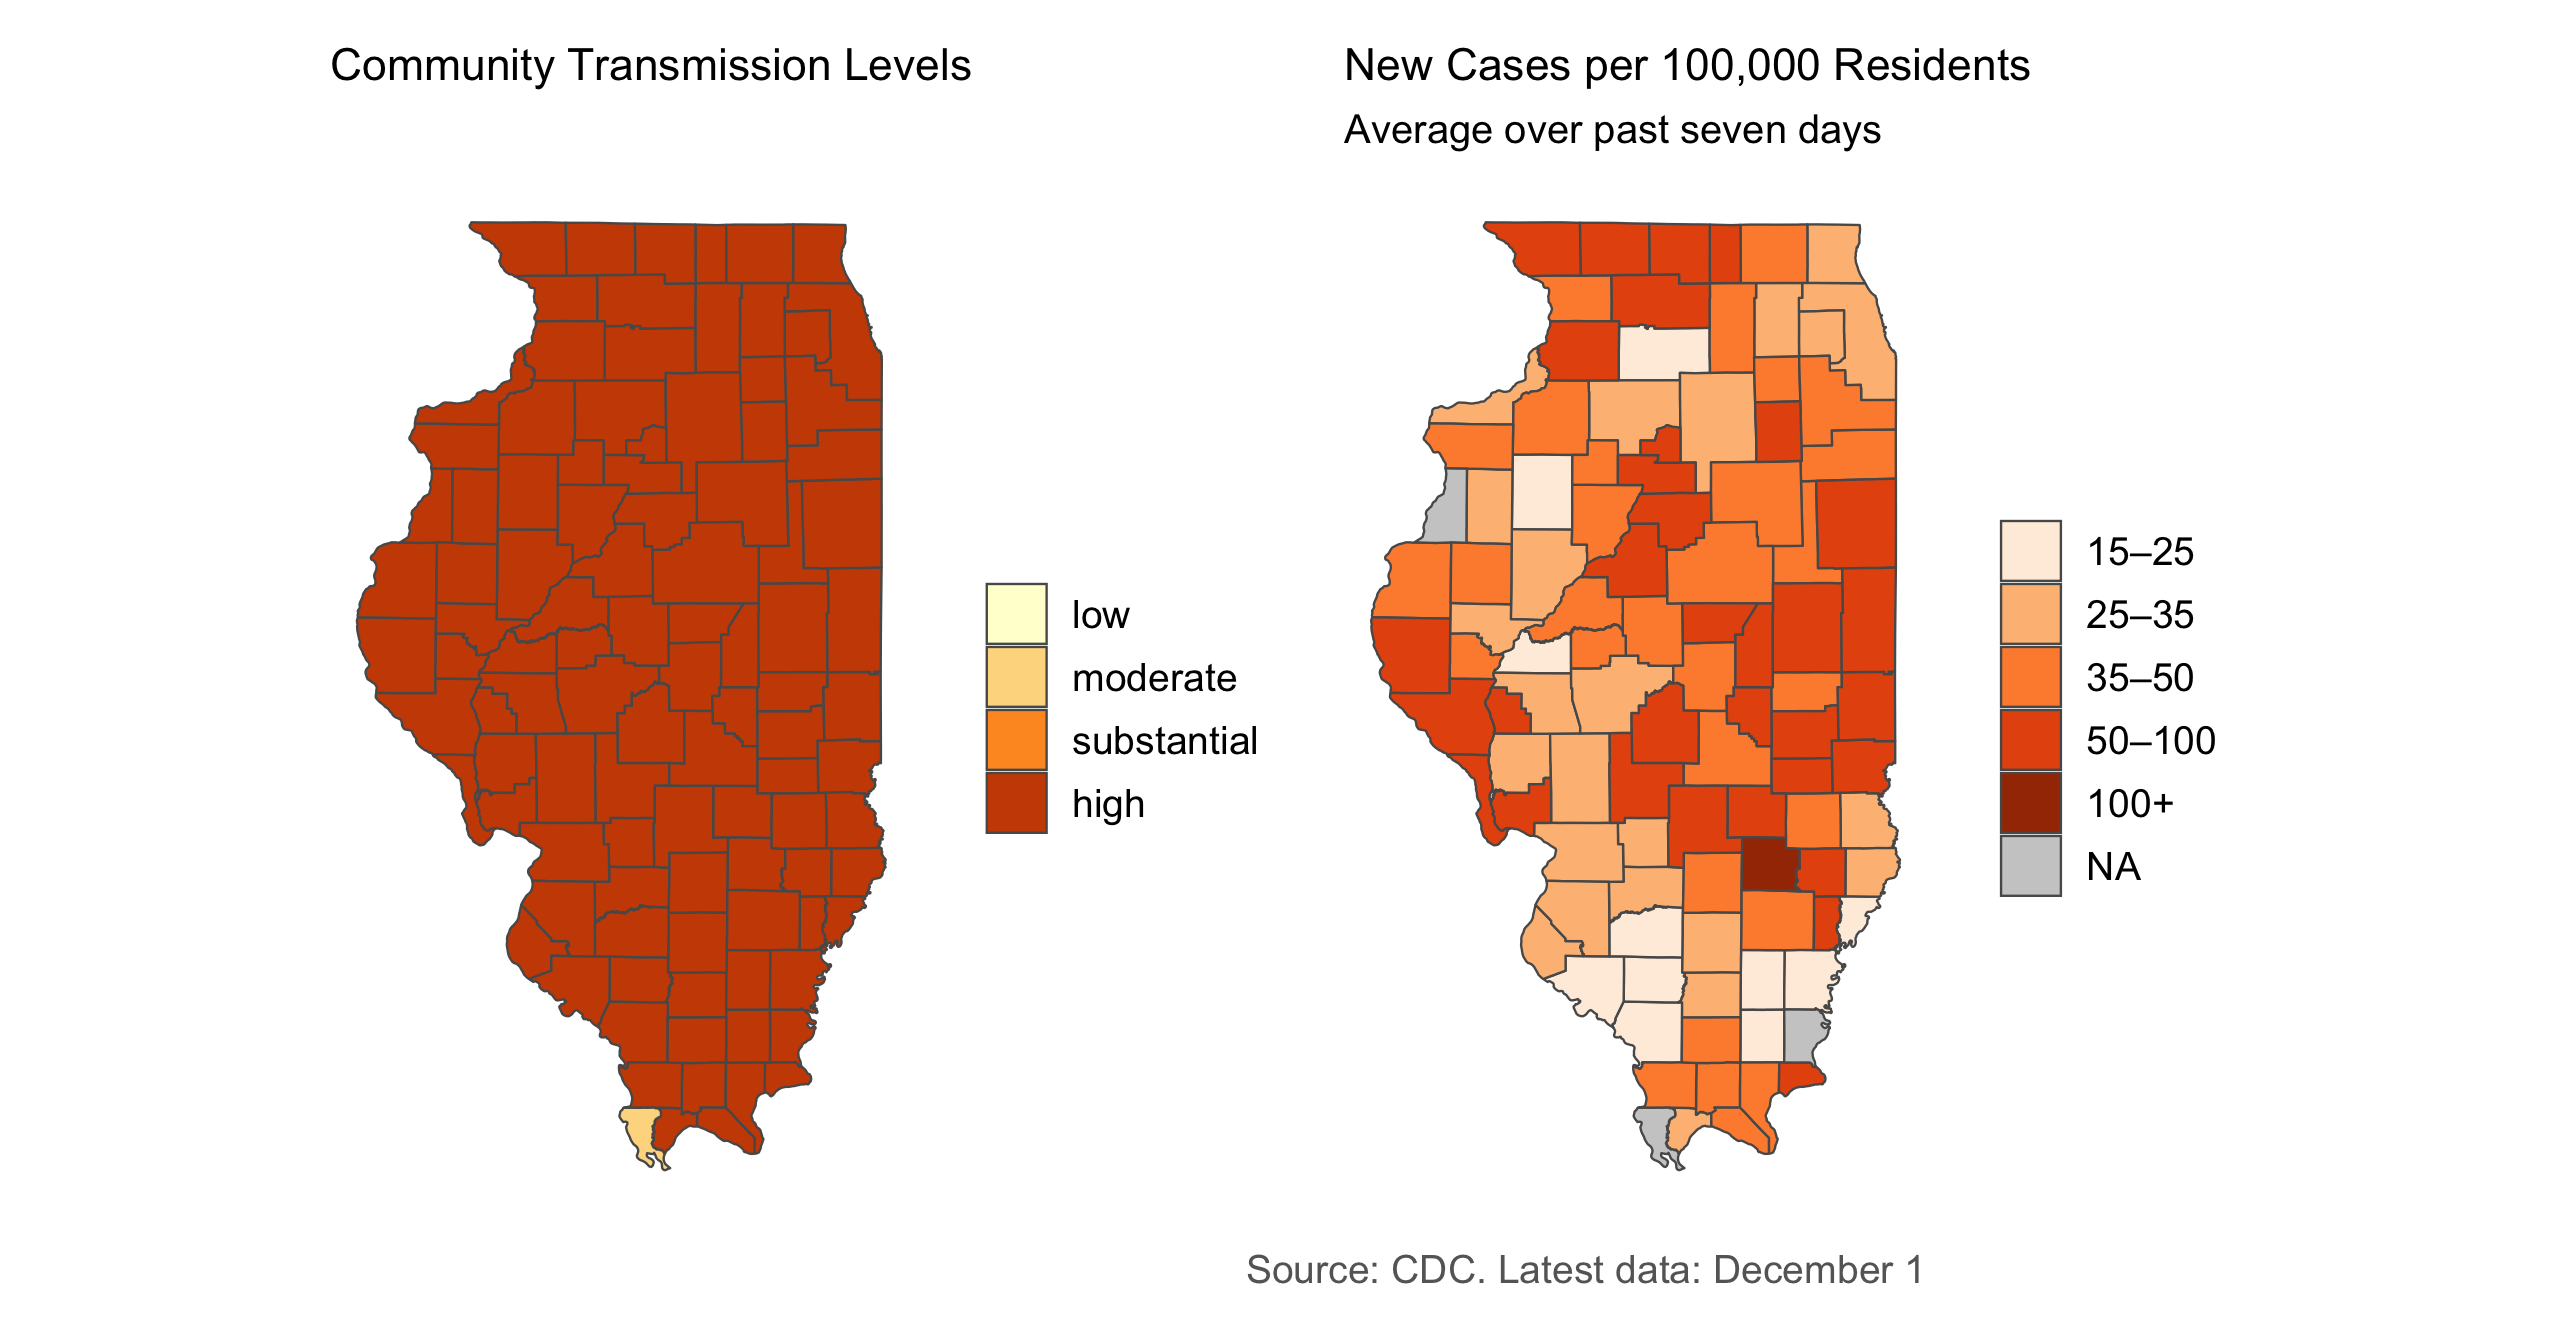 Community Transmission Levels
New Cases per 100,000 Residents
Average over past seven days
low
moderate
substantial
high
15–25
25–35
35–50
50–100
100+
NA
Source: CDC. Latest data: December 1